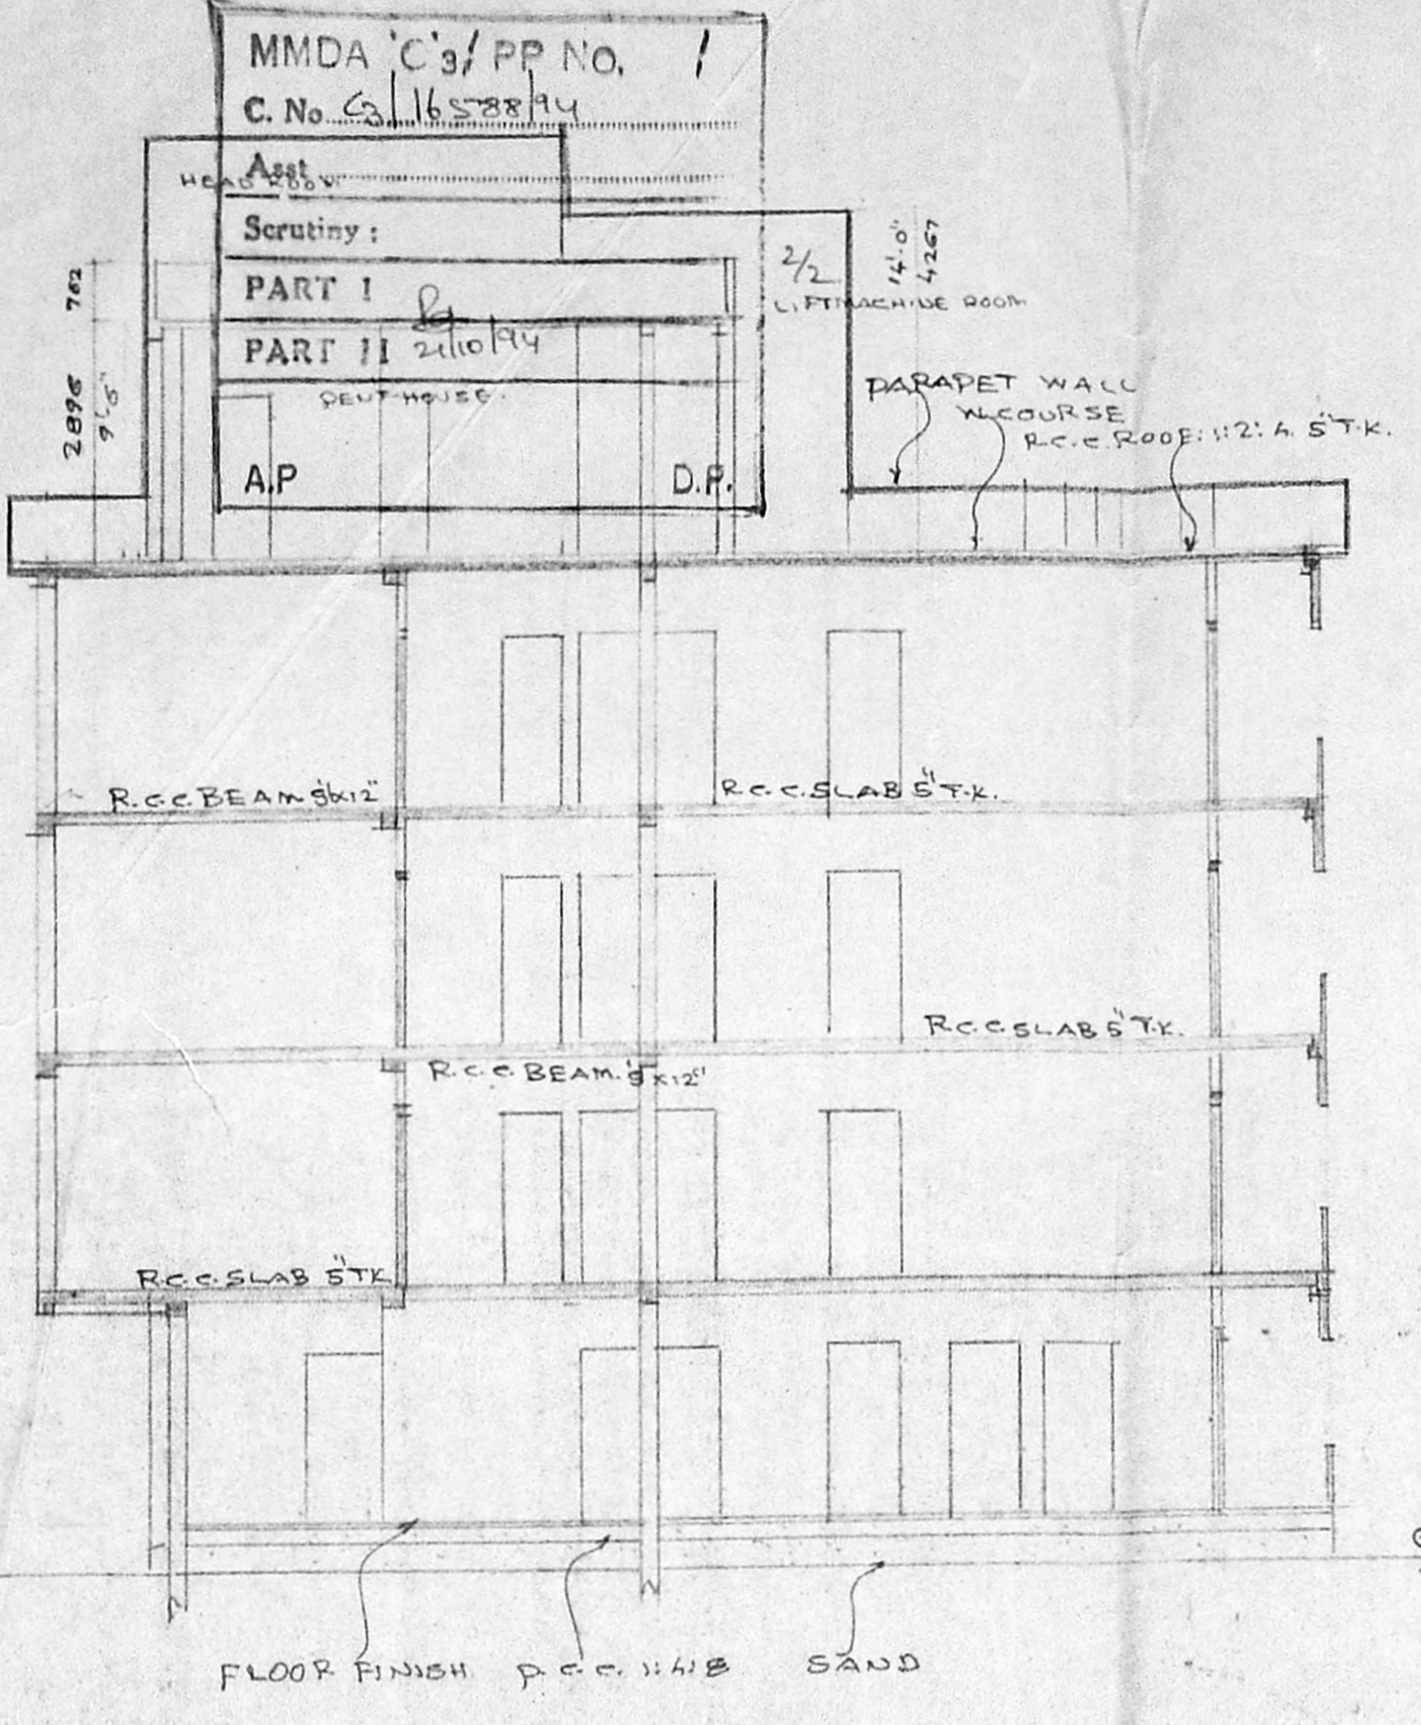 MMDA 'C'3/ PP NO. 1
C. No C3/16588/94
Asst
HEAD ROOM
Scrutiny :
PART I
PART II 21/10/94
PENT HOUSE.
A.P D.P.
762
2896
9'-6"
2/2
LIFTMACHINE ROOM
14'.0"
4267
PARAPET WALL
W.COURSE
R.C.C.ROOF:1:2:4. 5"T.K.
R.C.C.BEAM 9"x12"
R.C.C.SLAB 5" T.K.
R.C.C.SLAB 5" T.K.
R.C.C.BEAM. 9"x12"
R.C.C.SLAB 5"TK
FLOOR FINISH P.C.C. 1:4:8 SAND